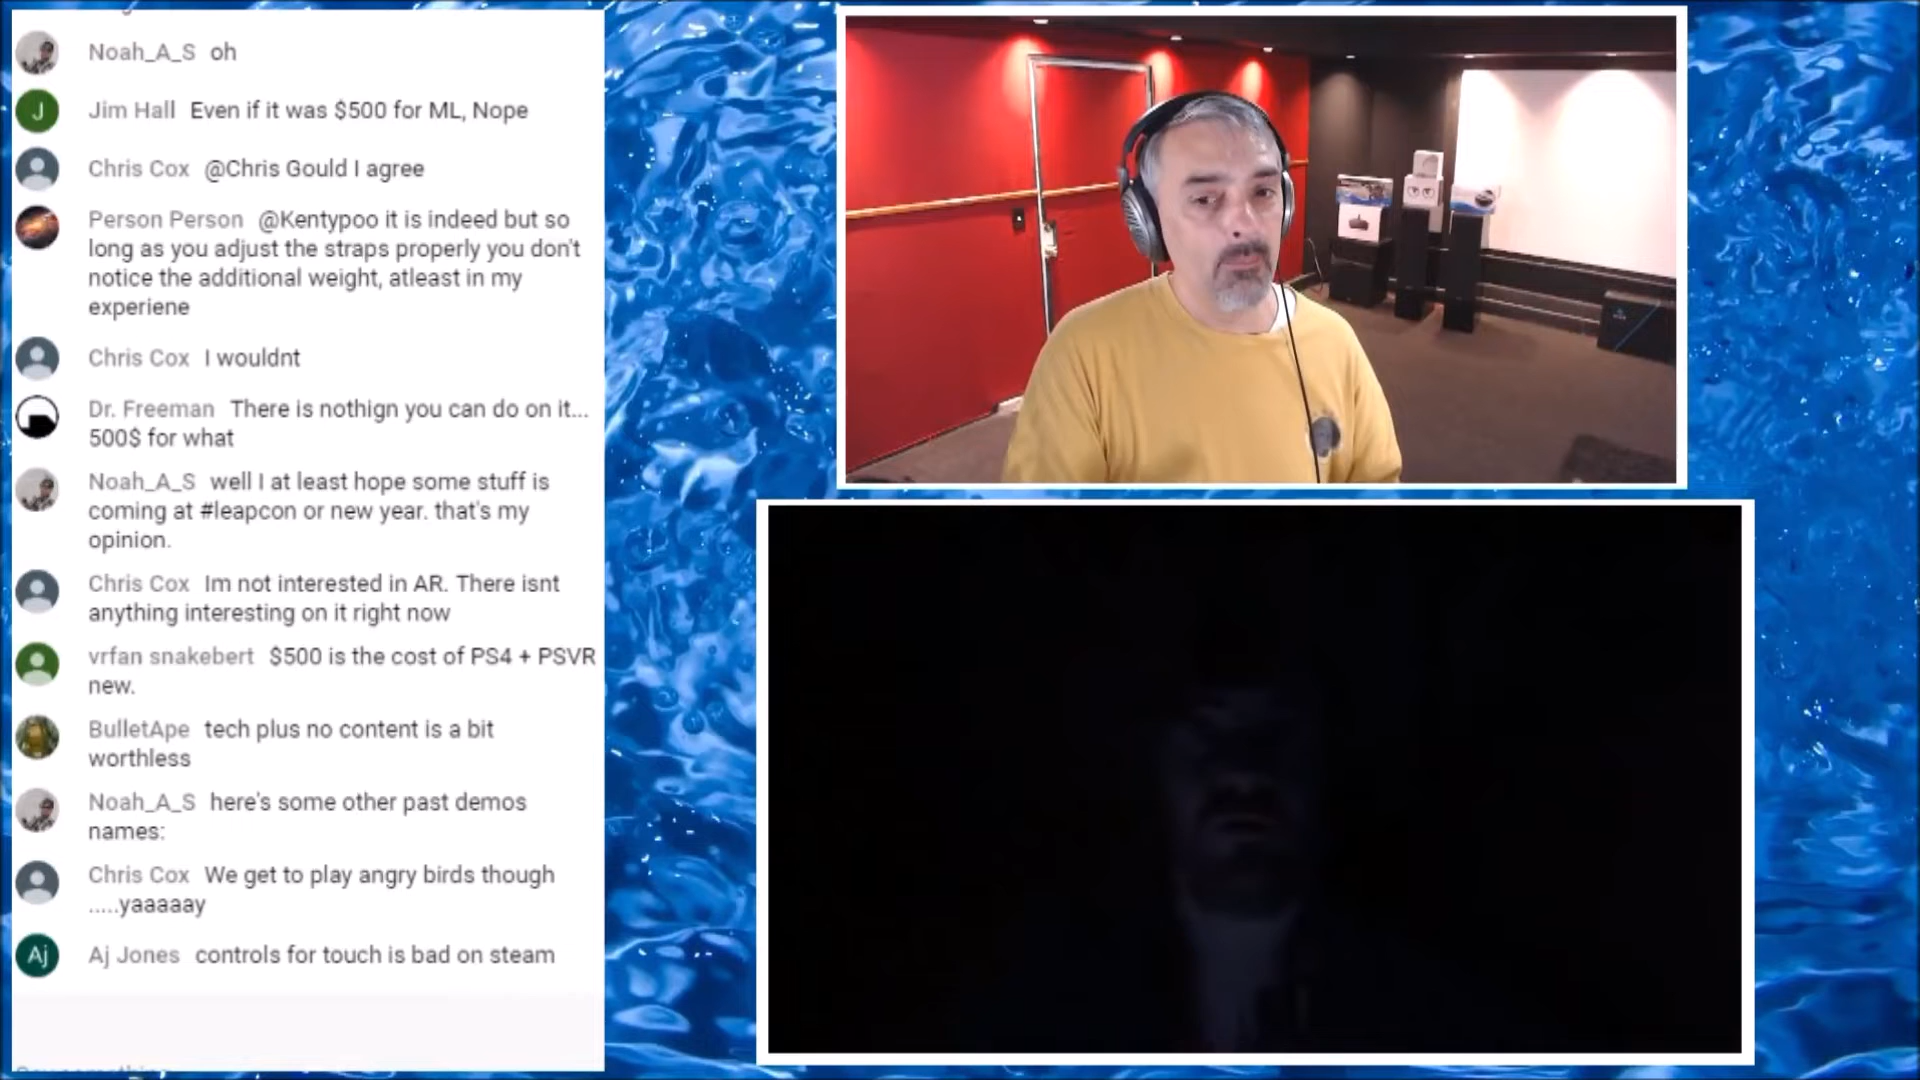 Noah_A_S oh
J
Jim Hall Even if it was $500 for ML, Nope
Chris Cox @Chris Gould I agree
Person Person @Kentypoo it is indeed but so
long as you adjust the straps properly you don't
notice the additional weight, atleast in my
experiene
Chris Cox I wouldnt
Dr. Freeman There is nothign you can do on it...
500$ for what
Noah_A_S well I at least hope some stuff is
coming at #leapcon or new year. that's my
opinion.
Chris Cox Im not interested in AR. There isnt
anything interesting on it right now
vrfan snakebert $500 is the cost of PS4 + PSVR
new.
BulletApe tech plus no content is a bit
worthless
Noah_A_S here's some other past demos
names:
Chris Cox We get to play angry birds though
.....yaaaaay
Aj
Aj Jones controls for touch is bad on steam